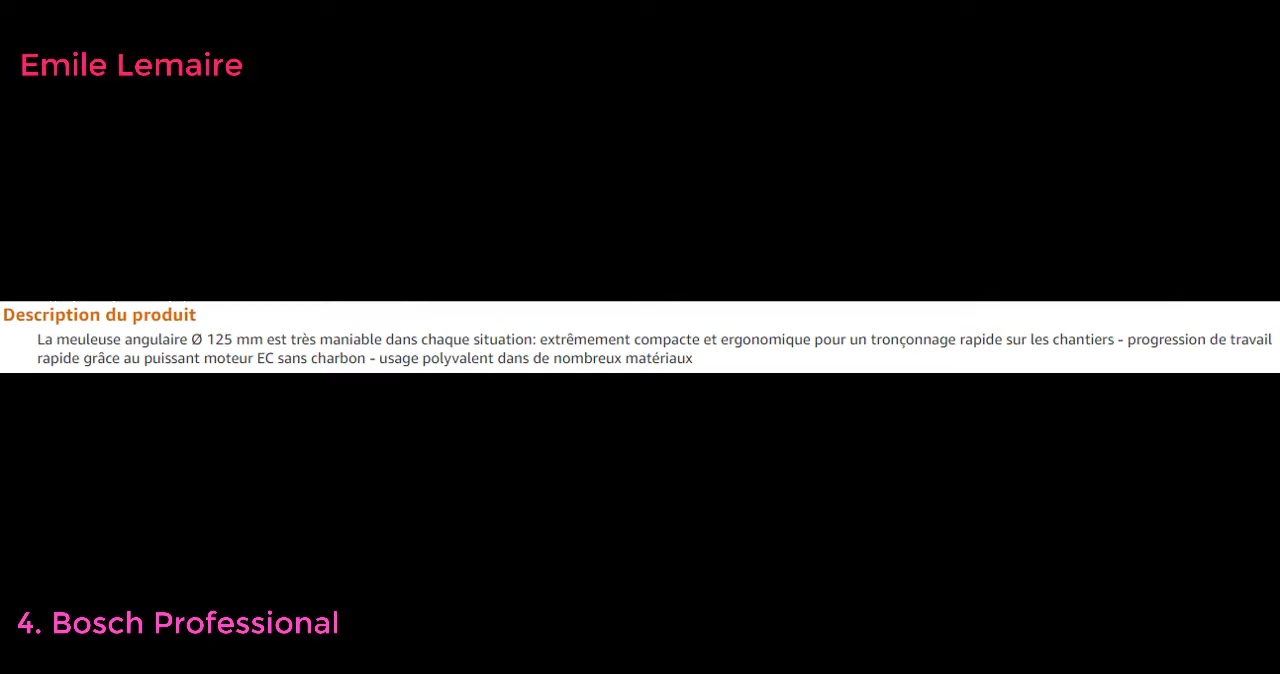 Emile Lemaire
Description du produit
La meuleuse angulaire Ø 125 mm est très maniable dans chaque situation: extrêmement compacte et ergonomique pour un tronçonnage rapide sur les chantiers - progression de travail
rapide grâce au puissant moteur EC sans charbon - usage polyvalent dans de nombreux matériaux
4. Bosch Professional